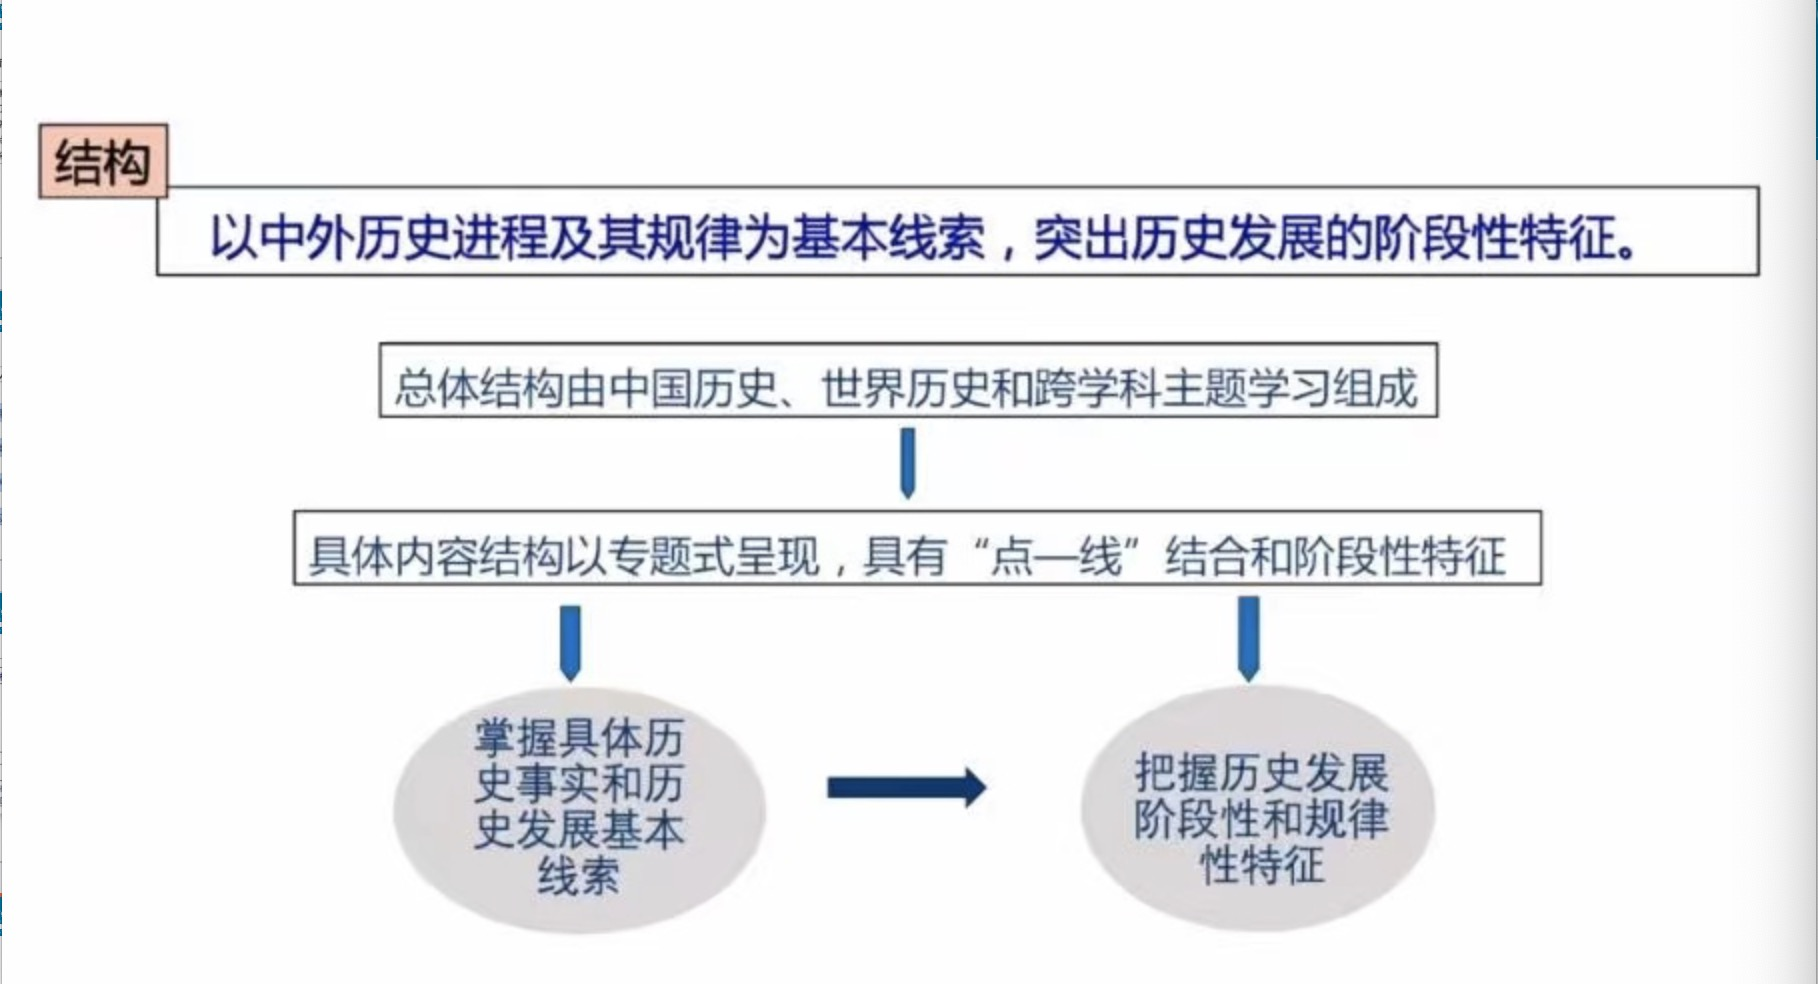 结构
以中外历史进程及其规律为基本线索，突出历史发展的阶段性特征。
总体结构由中国历史、世界历史和跨学科主题学习组成
具体内容结构以专题式呈现，具有“点—线”结合和阶段性特征
掌握具体历
史事实和历
史发展基本
线索
把握历史发展
阶段性和规律
性特征